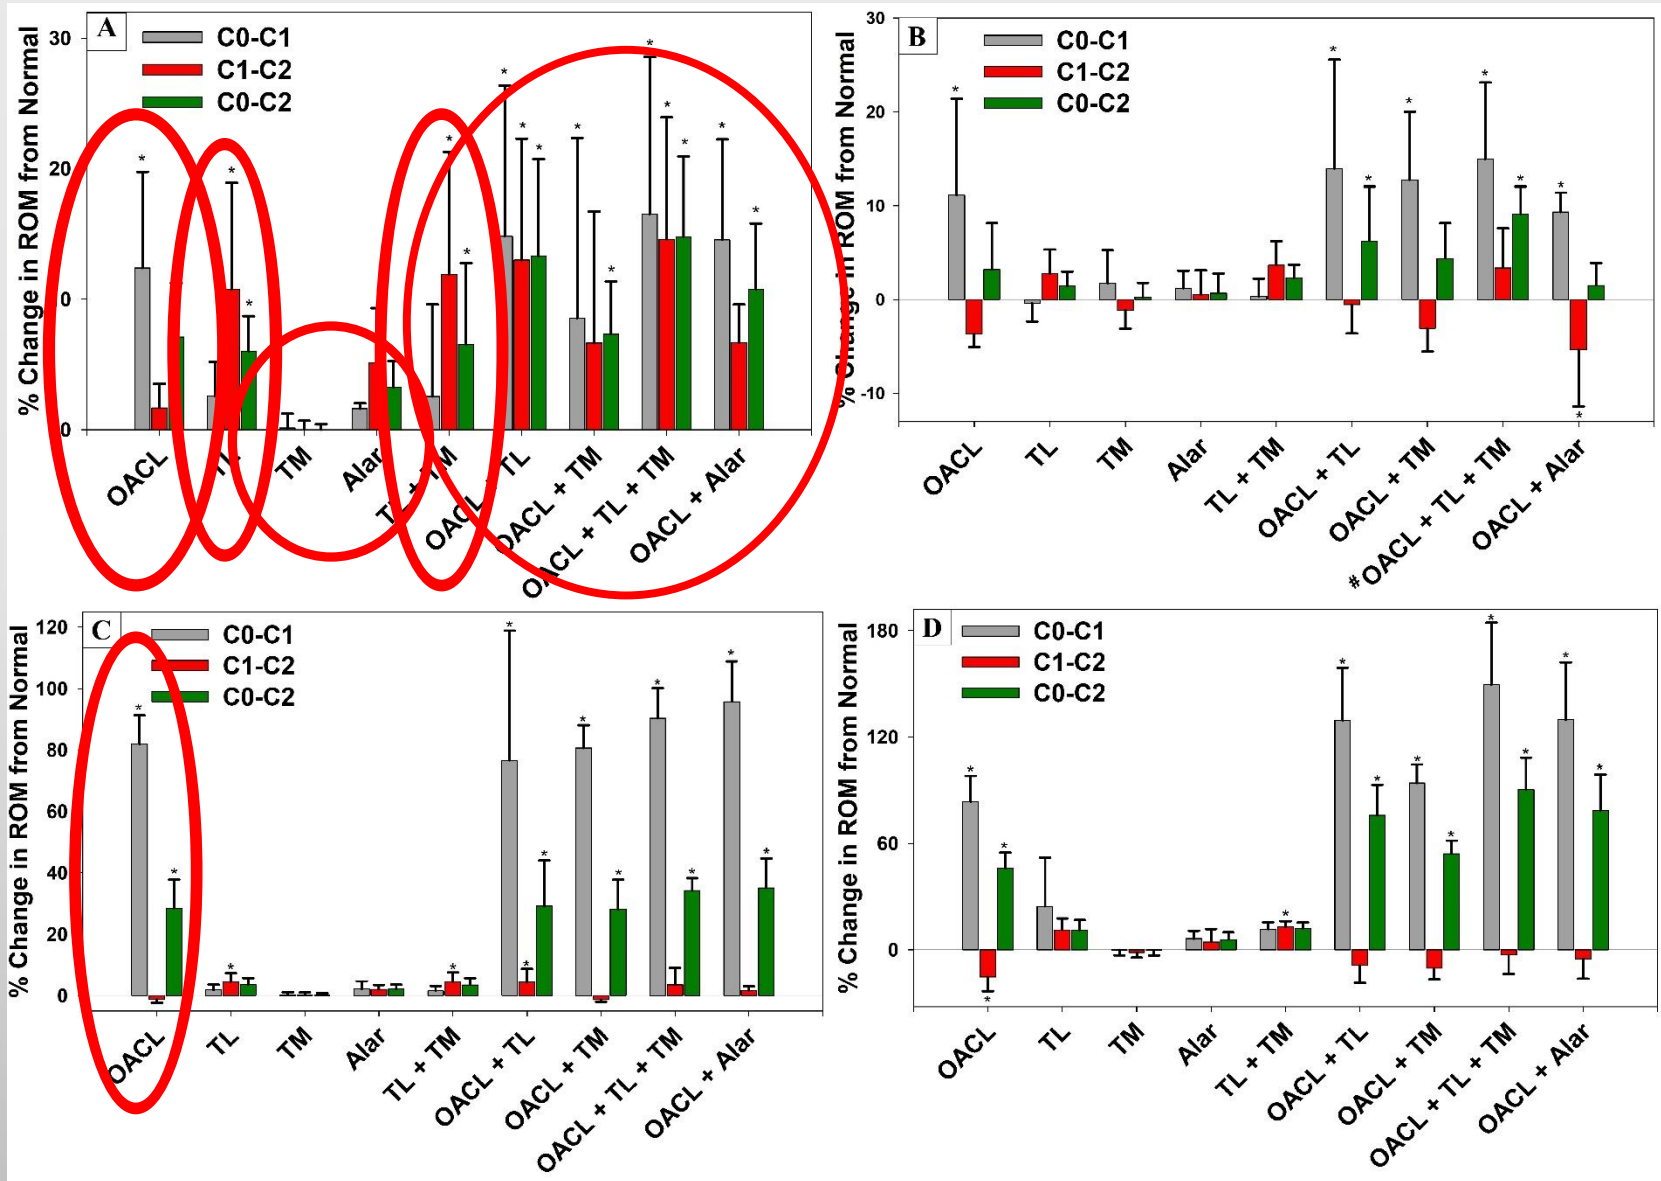 A
C0-C1
C1-C2
C0-C2
% Change in ROM from Normal
30
20
0
0
OACL
TL
TM
Alar
TL + TM
OACL + TL
OACL + TM
OACL + TL + TM
OACL + Alar
B
C0-C1
C1-C2
C0-C2
% Change in ROM from Normal
30
20
10
0
-10
OACL
TL
TM
Alar
TL + TM
OACL + TL
OACL + TM
#OACL + TL + TM
OACL + Alar
C
C0-C1
C1-C2
C0-C2
% Change in ROM from Normal
120
100
80
60
40
20
0
OACL
TL
TM
Alar
TL + TM
OACL + TL
OACL + TM
OACL + TL + TM
OACL + Alar
D
C0-C1
C1-C2
C0-C2
% Change in ROM from Normal
180
120
60
0
OACL
TL
TM
Alar
TL + TM
OACL + TL
OACL + TM
OACL + TL + TM
OACL + Alar